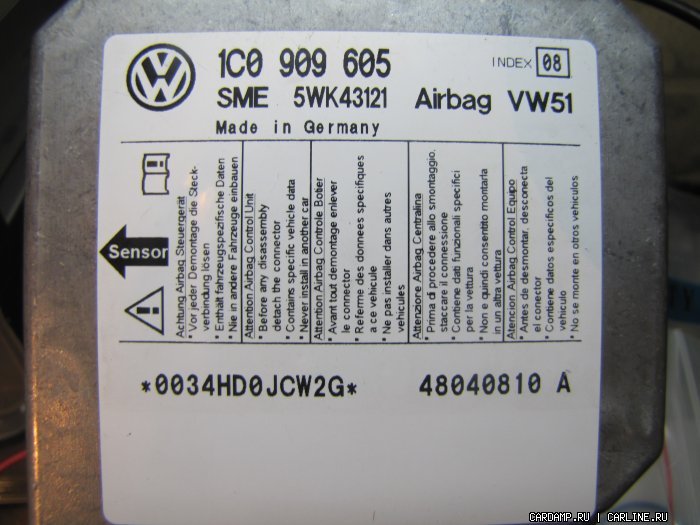 1C0 909 605
INDEX 08
SME 5WK43121 Airbag VW51
Made in Germany
Sensor
Achtung Airbag Steuergerät
• Vor jeder Demontage die Steck-
verbindung lösen
• Enthält fahrzeugspezifische Daten
• Nie in andere Fahrzeuge einbauen
Attention Airbag Control Unit
• Before any disassembly
detach the connector
• Contains specific vehicle data
• Never install in another car
Attention Airbag Controle Boitier
• Avant tout demontage enlever
le connector
• Referme des donnees specifiques
a ce vehicule
• Ne pas installer dans autres
vehicules
Attenzione Airbag Centralina
• Prima di procedere allo smontaggio,
staccare il connessione
• Contiene dati funzionali specifici
per la vettura
• Non e quindi consentito montarla
in un altra vettura
Atencion Airbag Control Equipo
• Antes de desmontar, desconecta
el conector
• Contiene datos especificos del
vehiculo
• No se monte en otros vehiculos
*0034HD0JCW2G* 48040810 A
CARDAMP.RU | CARLINE.RU